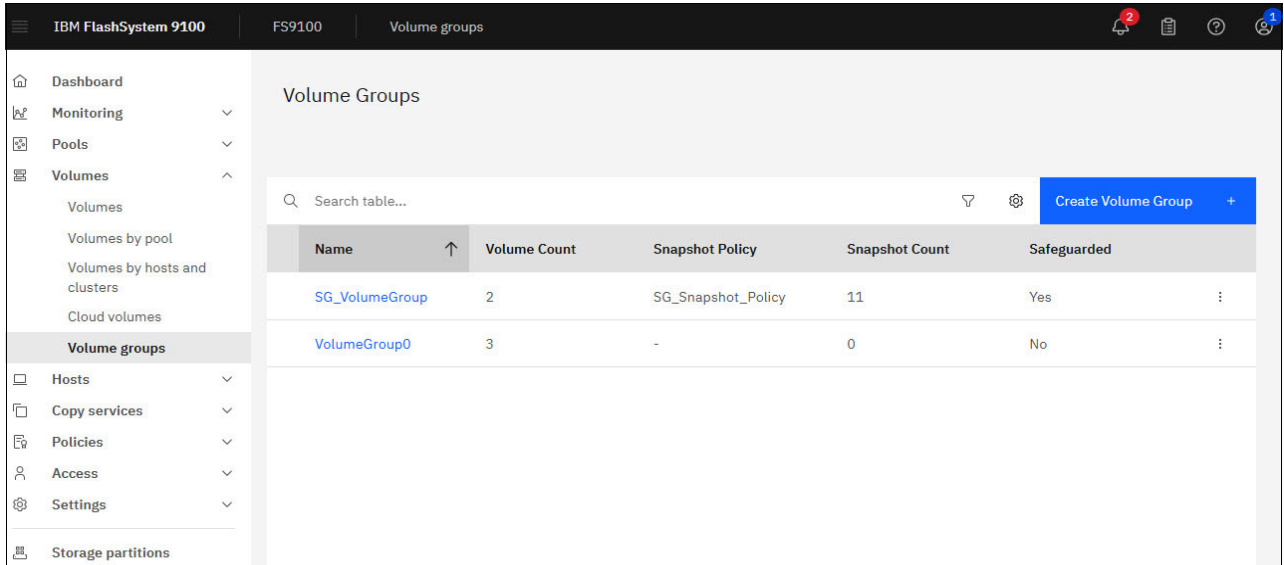 IBM FlashSystem 9100
FS9100
Volume groups
2
1
Dashboard
Monitoring
Pools
Volumes
Volumes
Volumes by pool
Volumes by hosts and
clusters
Cloud volumes
Volume groups
Hosts
Copy services
Policies
Access
Settings
Storage partitions
Volume Groups
Search table...
Create Volume Group +
Name Volume Count Snapshot Policy Snapshot Count Safeguarded
SG_VolumeGroup 2 SG_Snapshot_Policy 11 Yes
VolumeGroup0 3 - 0 No